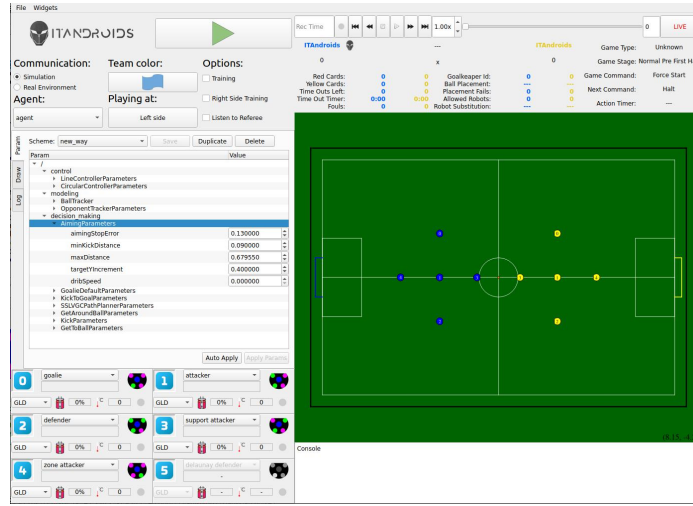 File Widgets
ITANDROIDS
Communication:
Simulation
Real Environment
Team color:
Options:
Training
Right Side Training
Listen to Referee
Agent:
agent
Playing at:
Left side
Rec Time
1.00x
0
LIVE
ITAndroids
---
ITAndroids
0 x 0
Red Cards: 0 0
Yellow Cards: 0 0
Time Outs Left: 0 0
Time Out Timer: 0:00 0:00
Fouls: 0 0
Goalkeaper Id: 0 0
Ball Placement: --- ---
Placement Fails: 0 0
Allowed Robots: 0 0
Robot Substitution: --- ---
Game Type: Unknown
Game Stage: Normal Pre First H
Game Command: Force Start
Next Command: Halt
Action Timer: ---
Param
Draw
Log
Scheme: new_way Save Duplicate Delete
Param Value
/
control
LineControllerParameters
CircularControllerParameters
modeling
BallTracker
OpponentTrackerParameters
decision_making
AimingParameters
aimingStopError 0.130000
minKickDistance 0.090000
maxDistance 0.679550
targetYIncrement 0.400000
dribSpeed 0.000000
GoalieDefaultParameters
KickToGoalParameters
SSLVGCPathPlannerParameters
GetAroundBallParameters
KickParameters
GetToBallParameters
Auto Apply Apply Params
0 goalie
GLD 0% °C 0
1 attacker
GLD 0% °C 0
2 defender
GLD 0% °C 0
3 support attacker
GLD 0% °C 0
4 zone attacker
GLD 0% °C 0
5 delaunay defender
-
GLD - °C -
Console